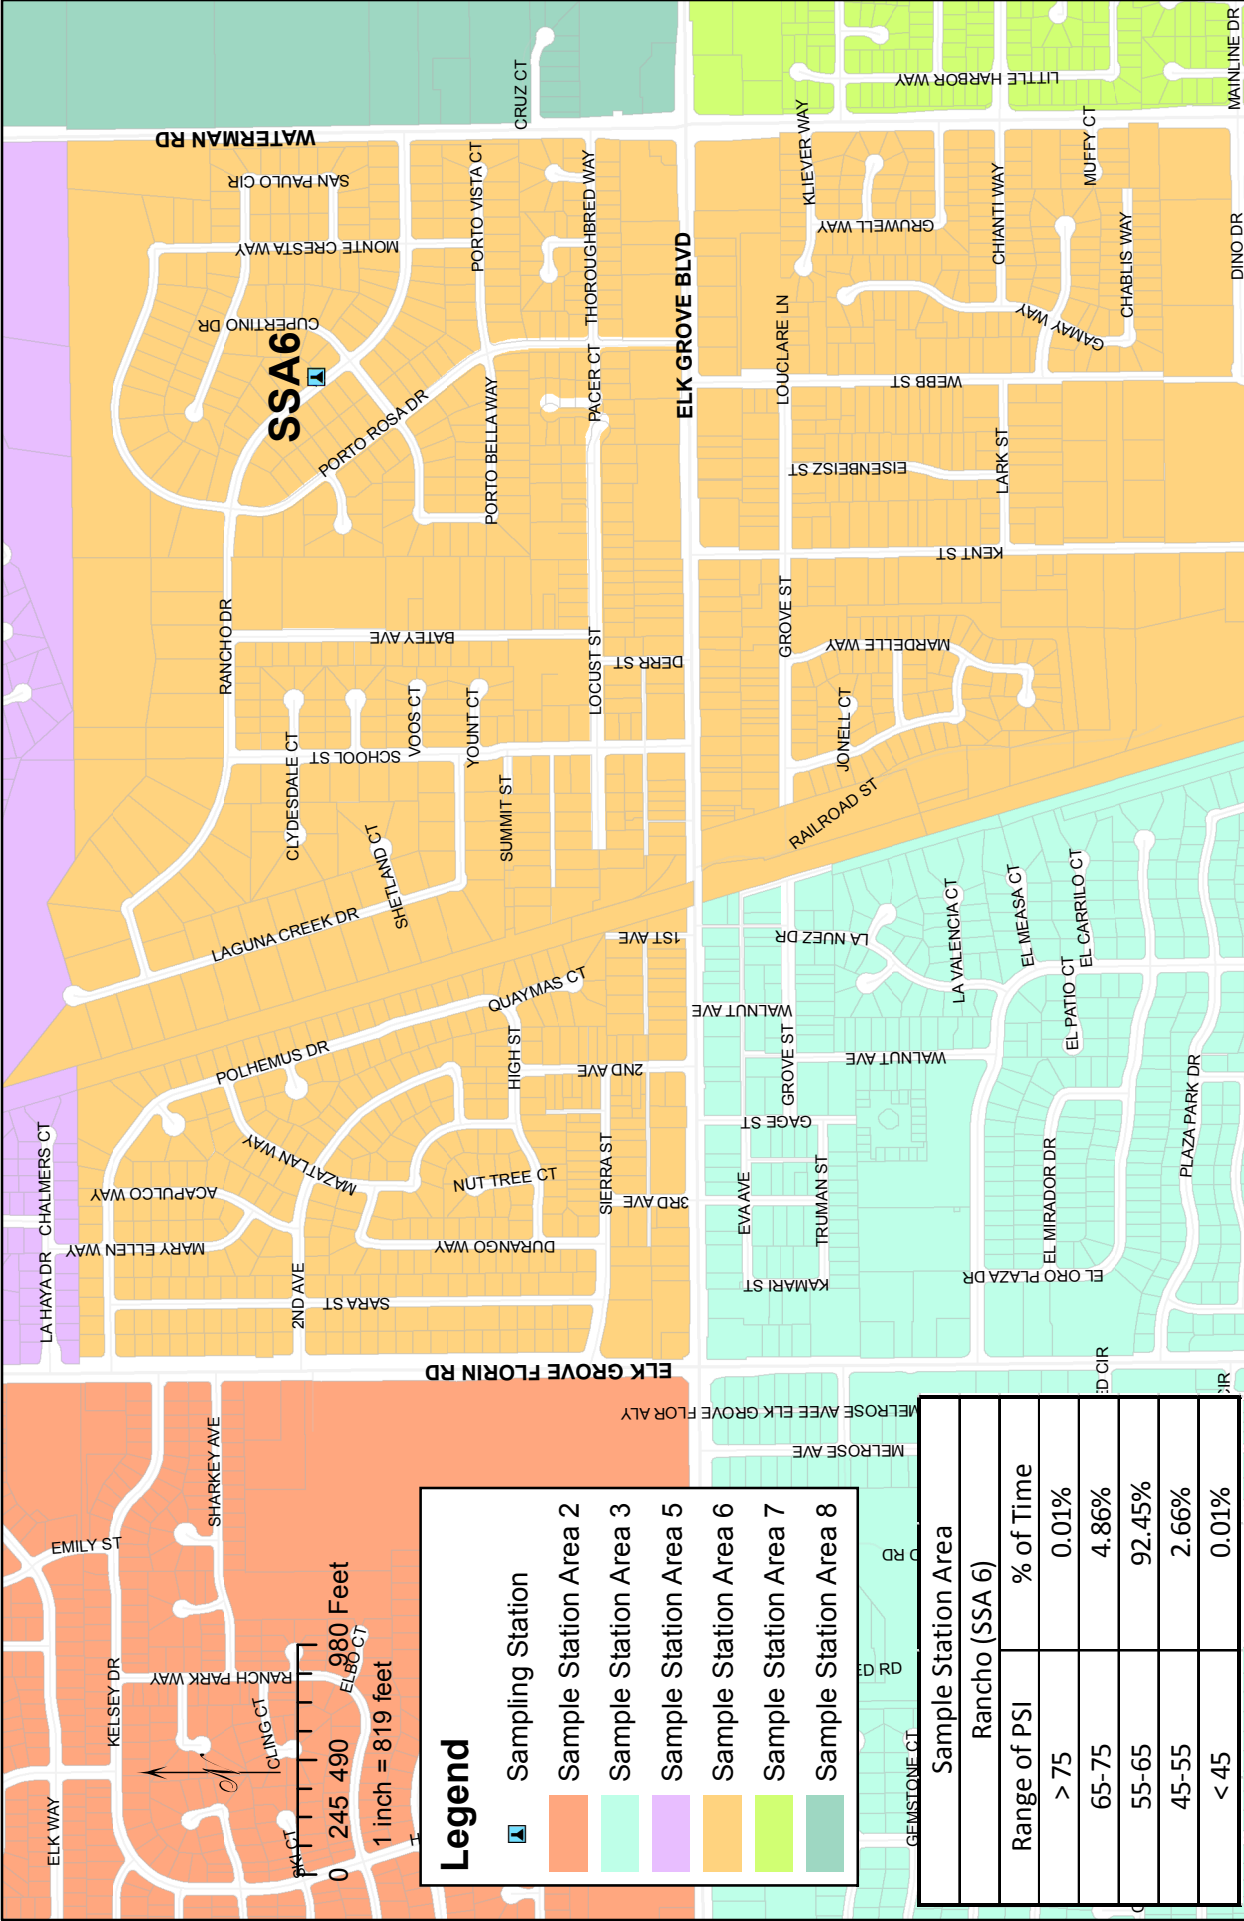 WATERMAN RD
SAN PAULO CIR
MONTE CRESTA WAY
CUPERTINO DR
SSA6
PORTO ROSA DR
PORTO VISTA CT
PORTO BELLA WAY
CRUZ CT
THOROUGHBRED WAY
PACER CT
ELK GROVE BLVD
KLIEVER WAY
LITTLE HARBOR WAY
GRUWELL WAY
CHIANTI WAY
MUFFY CT
CHABLIS WAY
GAMAY WAY
MAINLINE DR
DINO DR
LOUCLARE LN
WEBB ST
EISENBEISZ ST
LARK ST
KENT ST
RANCHO DR
BATEY AVE
LOCUST ST
DERR ST
GROVE ST
MARDELLE WAY
JONELL CT
RAILROAD ST
CLYDESDALE CT
SCHOOL ST
VOOS CT
YOUNT CT
SUMMIT ST
SHETLAND CT
LAGUNA CREEK DR
1ST AVE
QUAYMAS CT
POLHEMUS DR
HIGH ST
2ND AVE
LA NUEZ DR
LA VALENCIA CT
EL MEASA CT
EL CARRILO CT
EL PATIO CT
WALNUT AVE
WALNUT AVE
GROVE ST
GAGE ST
EVA AVE
TRUMAN ST
KAMARI ST
EL MIRADOR DR
EL ORO PLAZA DR
PLAZA PARK DR
LA HAYA DR
CHALMERS CT
ACAPULCO WAY
MARY ELLEN WAY
MAZATLAN WAY
NUT TREE CT
DURANGO WAY
SIERRA ST
3RD AVE
2ND AVE
SARA ST
ELK GROVE FLORIN RD
MELROSE AVEE ELK GROVE FLOR ALY
MELROSE AVE
ED CIR
CIR
D RD
ED RD
GEMSTONE CT
SHARKEY AVE
EMILY ST
KELSEY DR
RANCH PARK WAY
ELBO CT
CLING CT
SKI CT
ELK WAY
N
0 245 490 980 Feet
1 inch = 819 feet
Legend
Sampling Station
Sample Station Area 2
Sample Station Area 3
Sample Station Area 5
Sample Station Area 6
Sample Station Area 7
Sample Station Area 8
Sample Station Area
Rancho (SSA 6)
Range of PSI % of Time
> 75 0.01%
65-75 4.86%
55-65 92.45%
45-55 2.66%
< 45 0.01%